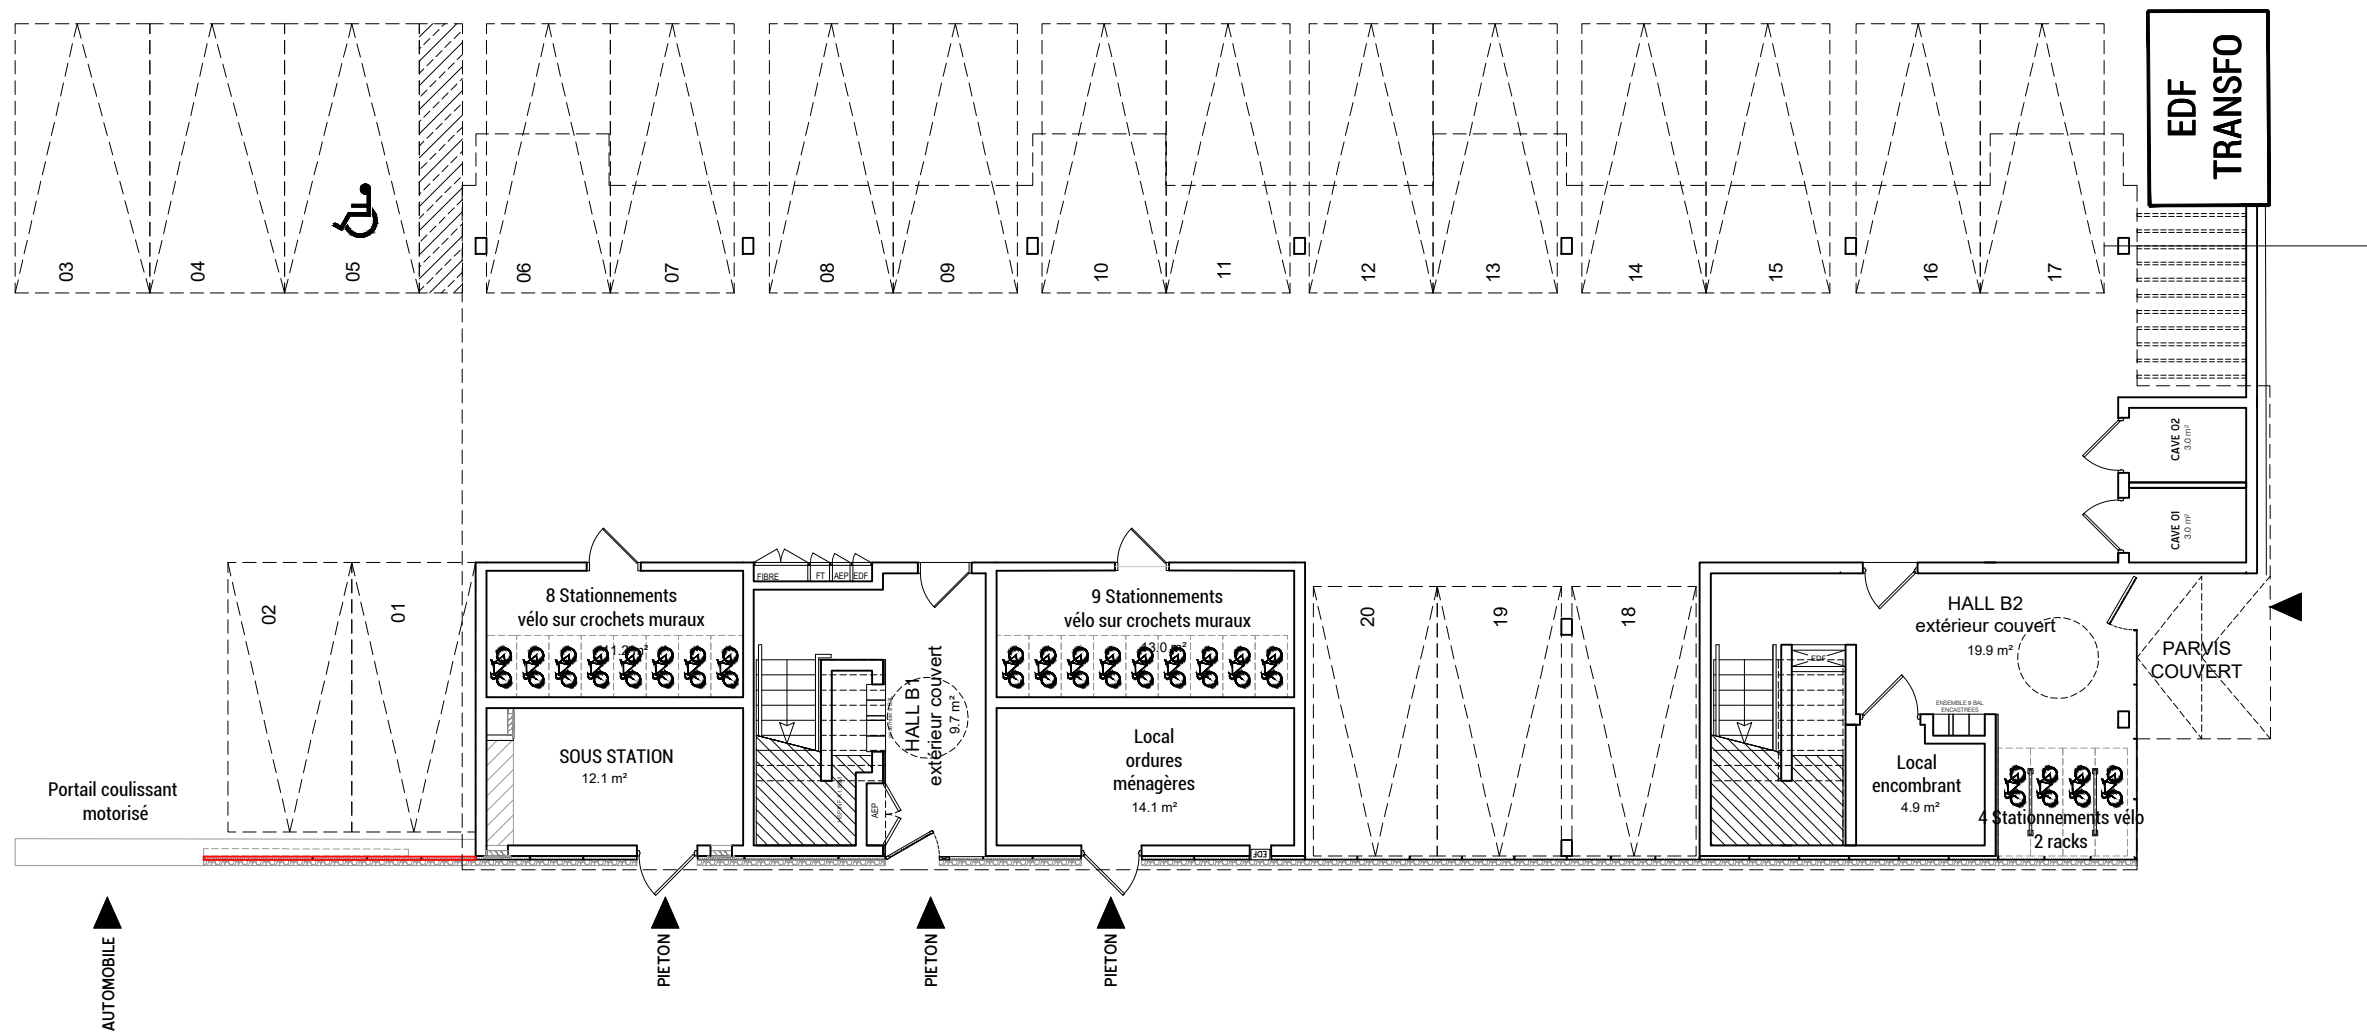 EDF
TRANSFO
03
04
05
06
07
08
09
10
11
12
13
14
15
16
17
CAVE 02
3.0 m²
CAVE 01
3.0 m²
02
01
8 Stationnements
vélo sur crochets muraux
FIBRE
FT
AEP
EDF
9 Stationnements
vélo sur crochets muraux
20
19
18
HALL B2
extérieur couvert
19.9 m²
PARVIS
COUVERT
EDF
HALL B1
extérieur couvert
9.7 m²
ENSEMBLE 9 BAL
ENCASTREES
SOUS STATION
12.1 m²
Local
ordures
ménagères
14.1 m²
Local
encombrant
4.9 m²
4 Stationnements vélo
2 racks
Portail coulissant
motorisé
AEP
EDF
AUTOMOBILE
PIETON
PIETON
PIETON